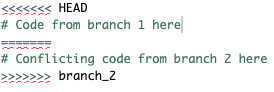 <<<<<<< HEAD
# Code from branch 1 here
=======
# Conflicting code from branch 2 here
>>>>>>> branch_2